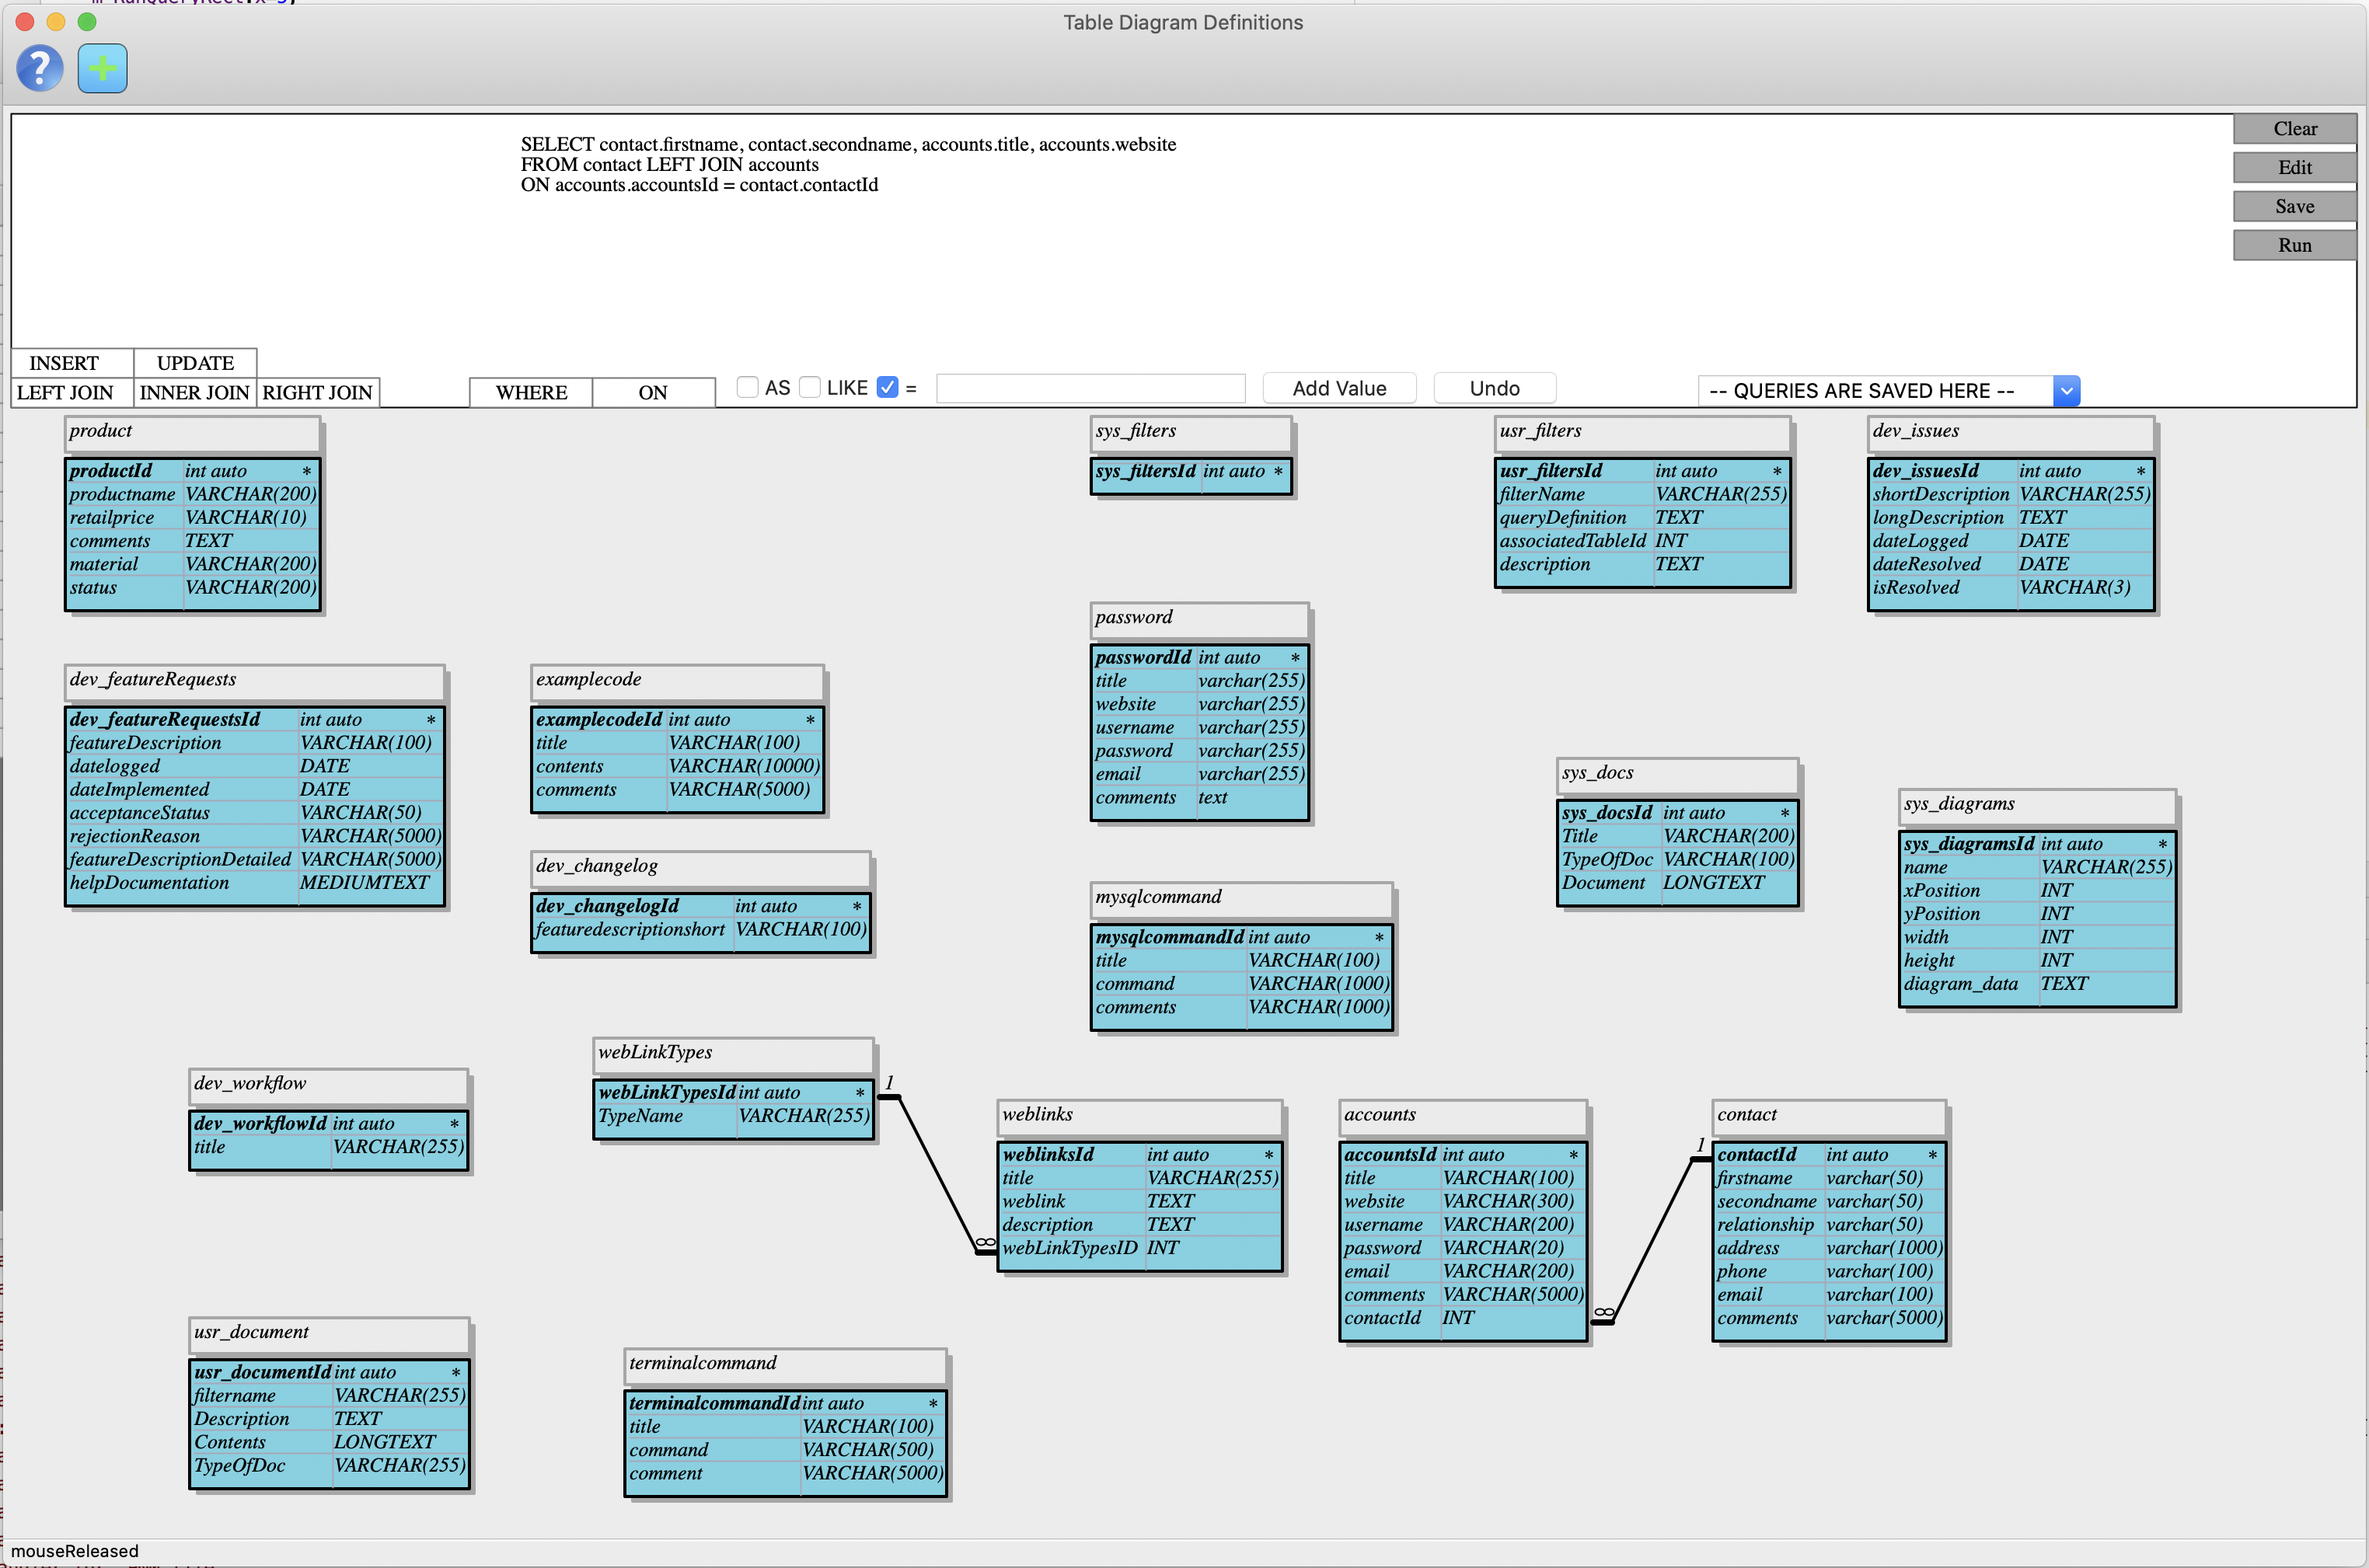 Table Diagram Definitions
?
SELECT contact.firstname, contact.secondname, accounts.title, accounts.website
FROM contact LEFT JOIN accounts
ON accounts.accountsId = contact.contactId
Clear
Edit
Save
Run
INSERT UPDATE
LEFT JOIN INNER JOIN RIGHT JOIN WHERE ON AS LIKE = Add Value Undo -- QUERIES ARE SAVED HERE --
product
productId int auto *
productname VARCHAR(200)
retailprice VARCHAR(10)
comments TEXT
material VARCHAR(200)
status VARCHAR(200)
sys_filters
sys_filtersId int auto *
usr_filters
usr_filtersId int auto *
filterName VARCHAR(255)
queryDefinition TEXT
associatedTableId INT
description TEXT
dev_issues
dev_issuesId int auto *
shortDescription VARCHAR(255)
longDescription TEXT
dateLogged DATE
dateResolved DATE
isResolved VARCHAR(3)
password
passwordId int auto *
title varchar(255)
website varchar(255)
username varchar(255)
password varchar(255)
email varchar(255)
comments text
dev_featureRequests
dev_featureRequestsId int auto *
featureDescription VARCHAR(100)
datelogged DATE
dateImplemented DATE
acceptanceStatus VARCHAR(50)
rejectionReason VARCHAR(5000)
featureDescriptionDetailed VARCHAR(5000)
helpDocumentation MEDIUMTEXT
examplecode
examplecodeId int auto *
title VARCHAR(100)
contents VARCHAR(10000)
comments VARCHAR(5000)
sys_docs
sys_docsId int auto *
Title VARCHAR(200)
TypeOfDoc VARCHAR(100)
Document LONGTEXT
sys_diagrams
sys_diagramsId int auto *
name VARCHAR(255)
xPosition INT
yPosition INT
width INT
height INT
diagram_data TEXT
dev_changelog
dev_changelogId int auto *
featuredescriptionshort VARCHAR(100)
mysqlcommand
mysqlcommandId int auto *
title VARCHAR(100)
command VARCHAR(1000)
comments VARCHAR(1000)
webLinkTypes
webLinkTypesId int auto *
TypeName VARCHAR(255)
1
∞
dev_workflow
dev_workflowId int auto *
title VARCHAR(255)
weblinks
weblinksId int auto *
title VARCHAR(255)
weblink TEXT
description TEXT
webLinkTypesID INT
accounts
accountsId int auto *
title VARCHAR(100)
website VARCHAR(300)
username VARCHAR(200)
password VARCHAR(20)
email VARCHAR(200)
comments VARCHAR(5000)
contactId INT
∞
1
contact
contactId int auto *
firstname varchar(50)
secondname varchar(50)
relationship varchar(50)
address varchar(1000)
phone varchar(100)
email varchar(100)
comments varchar(5000)
usr_document
usr_documentId int auto *
filtername VARCHAR(255)
Description TEXT
Contents LONGTEXT
TypeOfDoc VARCHAR(255)
terminalcommand
terminalcommandId int auto *
title VARCHAR(100)
command VARCHAR(500)
comment VARCHAR(5000)
mouseReleased